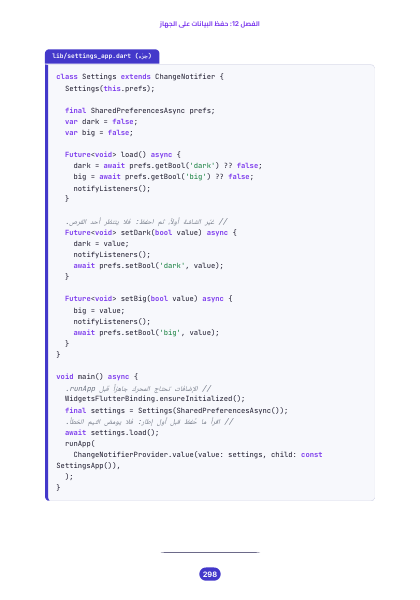 الفصل 12: حفظ البيانات على الجهاز
lib/settings_app.dart (جزء)
class Settings extends ChangeNotifier {
  Settings(this.prefs);

  final SharedPreferencesAsync prefs;
  var dark = false;
  var big = false;

  Future<void> load() async {
    dark = await prefs.getBool('dark') ?? false;
    big = await prefs.getBool('big') ?? false;
    notifyListeners();
  }

  // غيّر الشاشة أولاً، ثم احفظ: فلا ينتظر أحد القرص.
  Future<void> setDark(bool value) async {
    dark = value;
    notifyListeners();
    await prefs.setBool('dark', value);
  }

  Future<void> setBig(bool value) async {
    big = value;
    notifyListeners();
    await prefs.setBool('big', value);
  }
}

void main() async {
  // الإضافات تحتاج المحرك جاهزاً قبل runApp.
  WidgetsFlutterBinding.ensureInitialized();
  final settings = Settings(SharedPreferencesAsync());
  // اقرأ ما حُفظ قبل أول إطار: فلا يومض الثيم الخطأ.
  await settings.load();
  runApp(
    ChangeNotifierProvider.value(value: settings, child: const
SettingsApp()),
  );
}
298